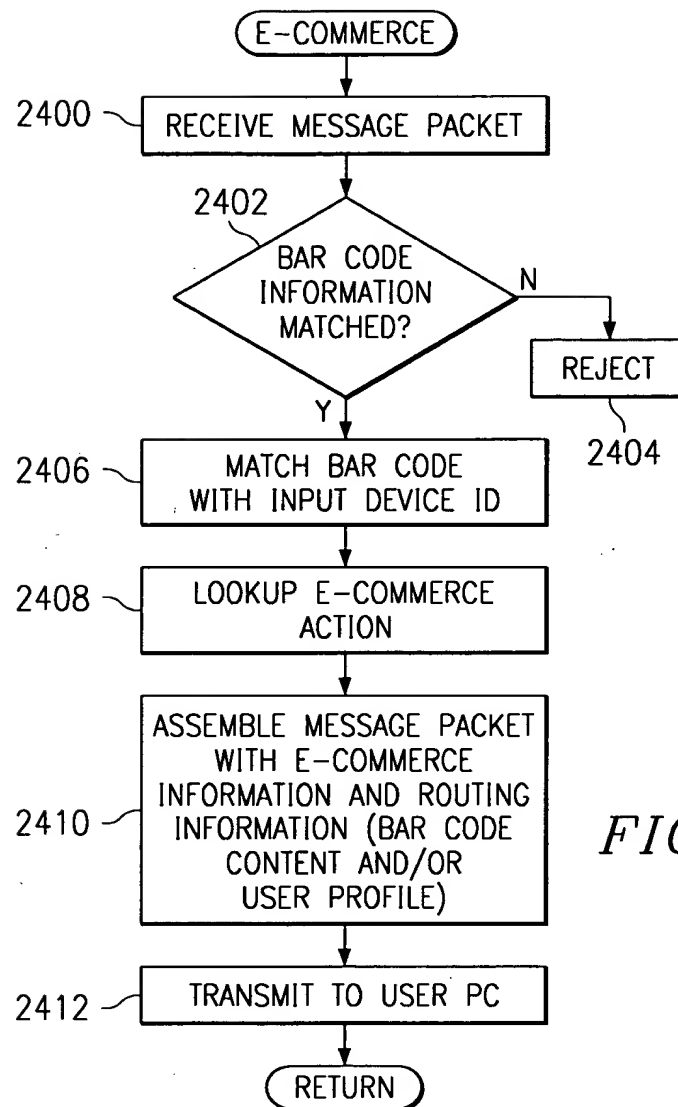 E-COMMERCE
2400
RECEIVE MESSAGE PACKET
2402
BAR CODE
INFORMATION
MATCHED?
N
REJECT
2404
Y
2406
MATCH BAR CODE
WITH INPUT DEVICE ID
2408
LOOKUP E-COMMERCE
ACTION
2410
ASSEMBLE MESSAGE PACKET
WITH E-COMMERCE
INFORMATION AND ROUTING
INFORMATION (BAR CODE
CONTENT AND/OR
USER PROFILE)
2412
TRANSMIT TO USER PC
RETURN